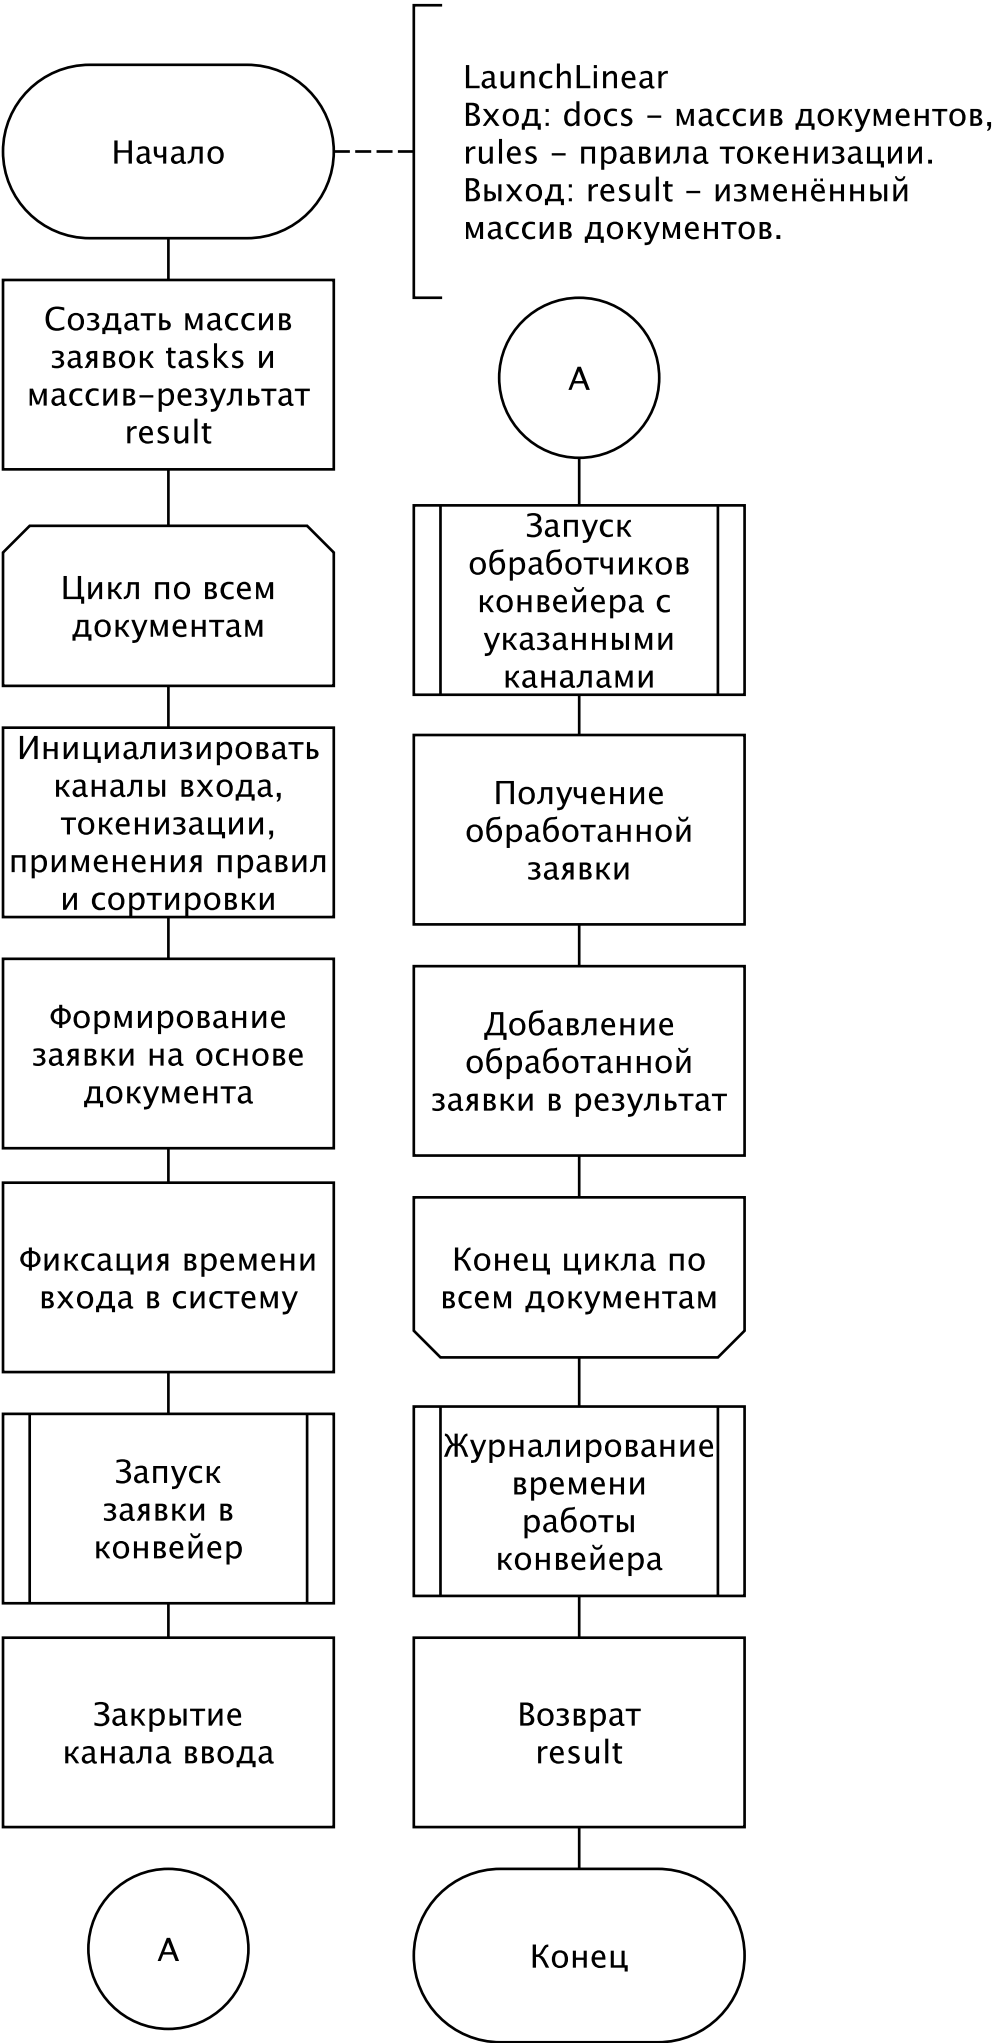 Начало
LaunchLinear
Вход: docs – массив документов,
rules – правила токенизации.
Выход: result – изменённый
массив документов.
Создать массив
заявок tasks и
массив–результат
result
Цикл по всем
документам
Инициализировать
каналы входа,
токенизации,
применения правил
и сортировки
Формирование
заявки на основе
документа
Фиксация времени
входа в систему
Запуск
заявки в
конвейер
Закрытие
канала ввода
А
А
Запуск
обработчиков
конвейера с
указанными
каналами
Получение
обработанной
заявки
Добавление
обработанной
заявки в результат
Конец цикла по
всем документам
Журналирование
времени
работы
конвейера
Возврат
result
Конец